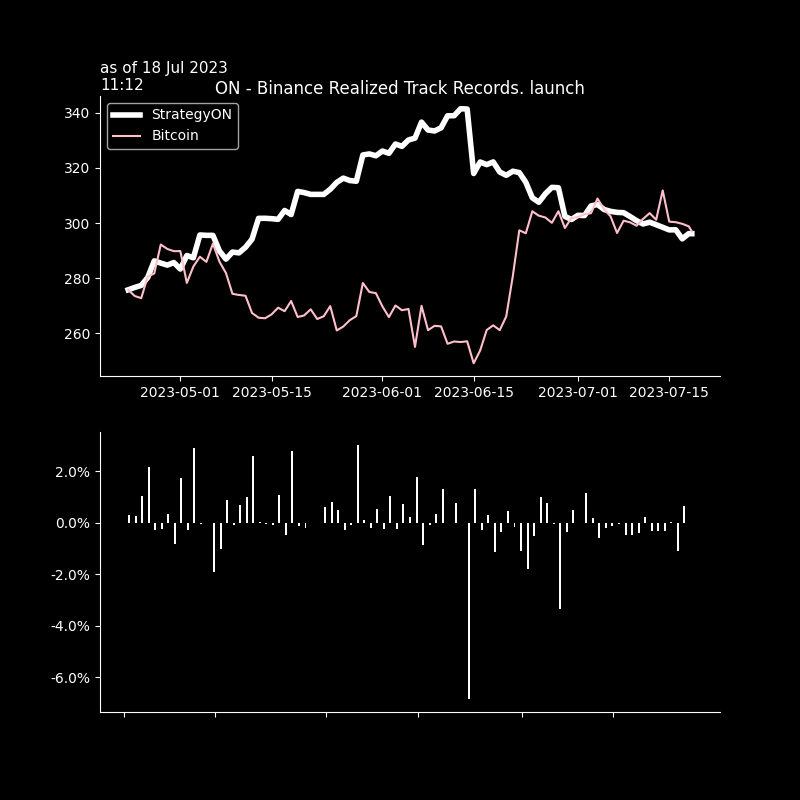 as of 18 Jul 2023
11:12
ON - Binance Realized Track Records. launch
StrategyON
Bitcoin
340
320
300
280
260
2023-05-01 2023-05-15 2023-06-01 2023-06-15 2023-07-01 2023-07-15
2.0%
0.0%
-2.0%
-4.0%
-6.0%